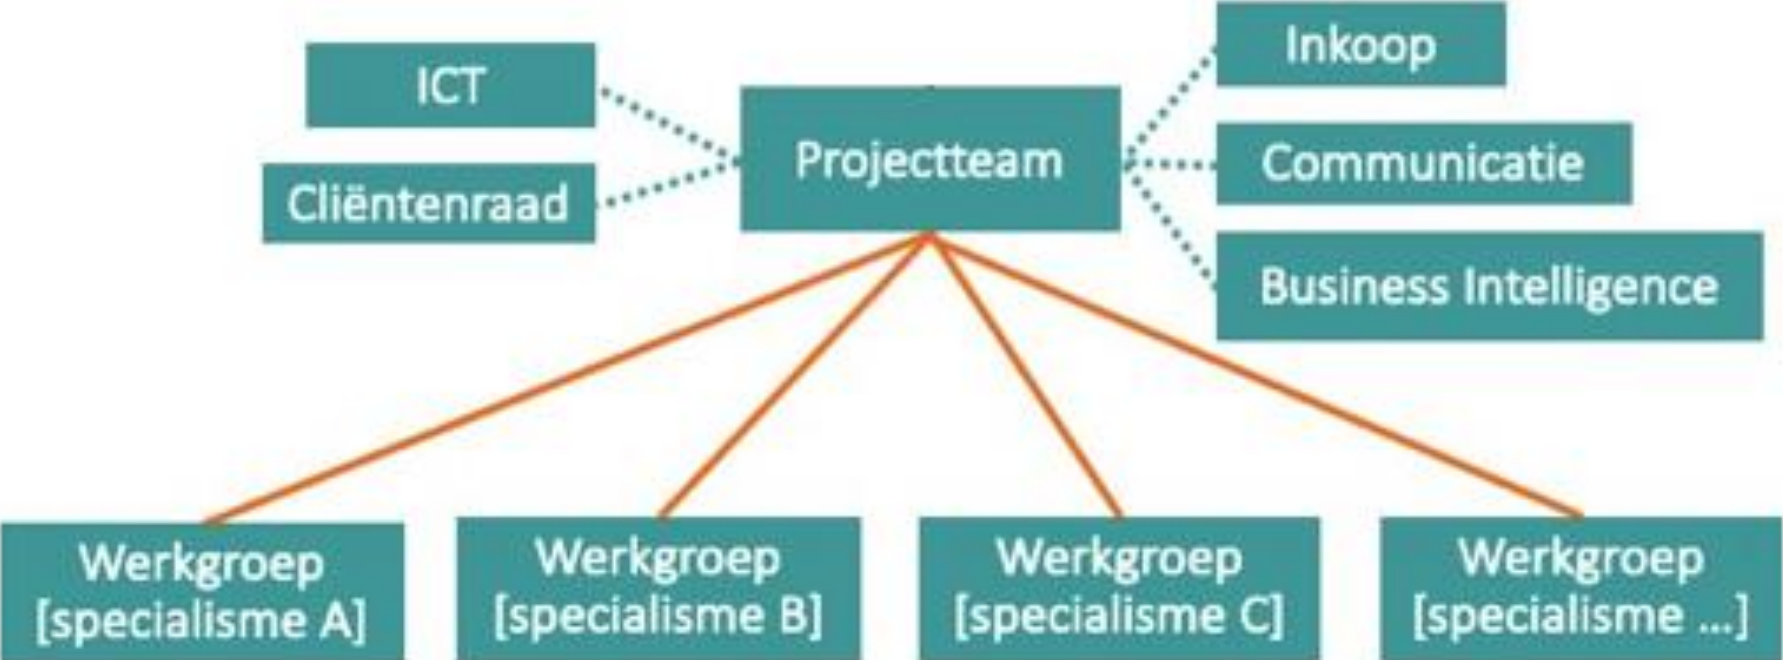 ICT
Cliëntenraad
Projectteam
Inkoop
Communicatie
Business Intelligence
Werkgroep
[specialisme A]
Werkgroep
[specialisme B]
Werkgroep
[specialisme C]
Werkgroep
[specialisme ...]